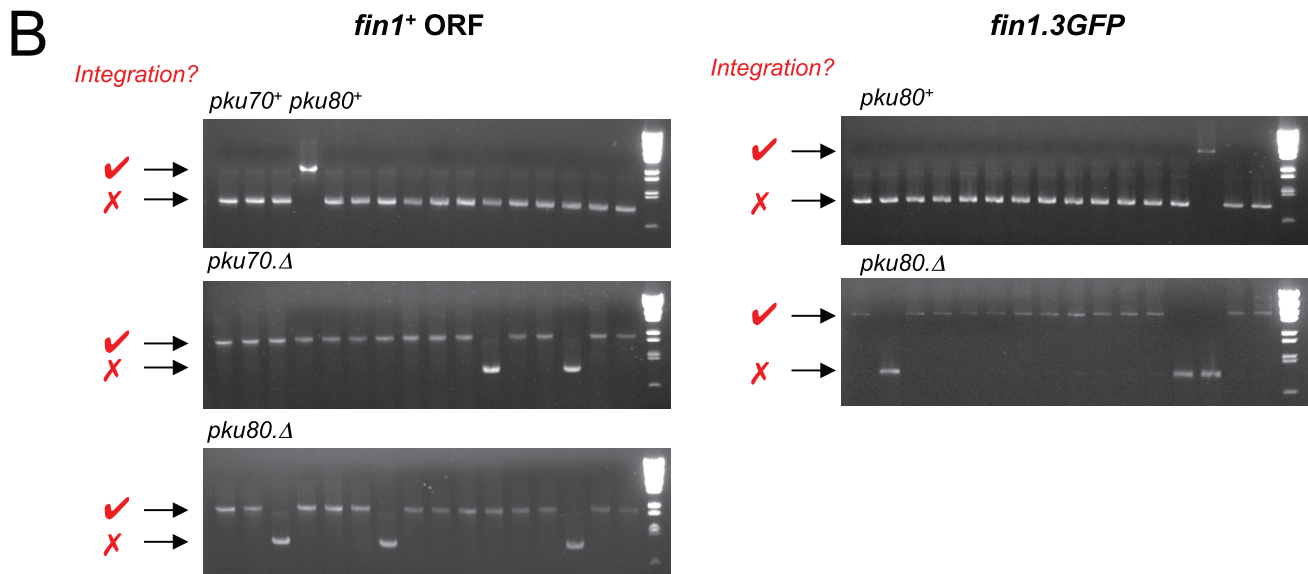 B
fin1⁺ ORF
fin1.3GFP
Integration?
Integration?
pku70⁺ pku80⁺
pku80⁺
✔
✗
✔
✗
pku70.Δ
pku80.Δ
✔
✗
✔
✗
pku80.Δ
✔
✗